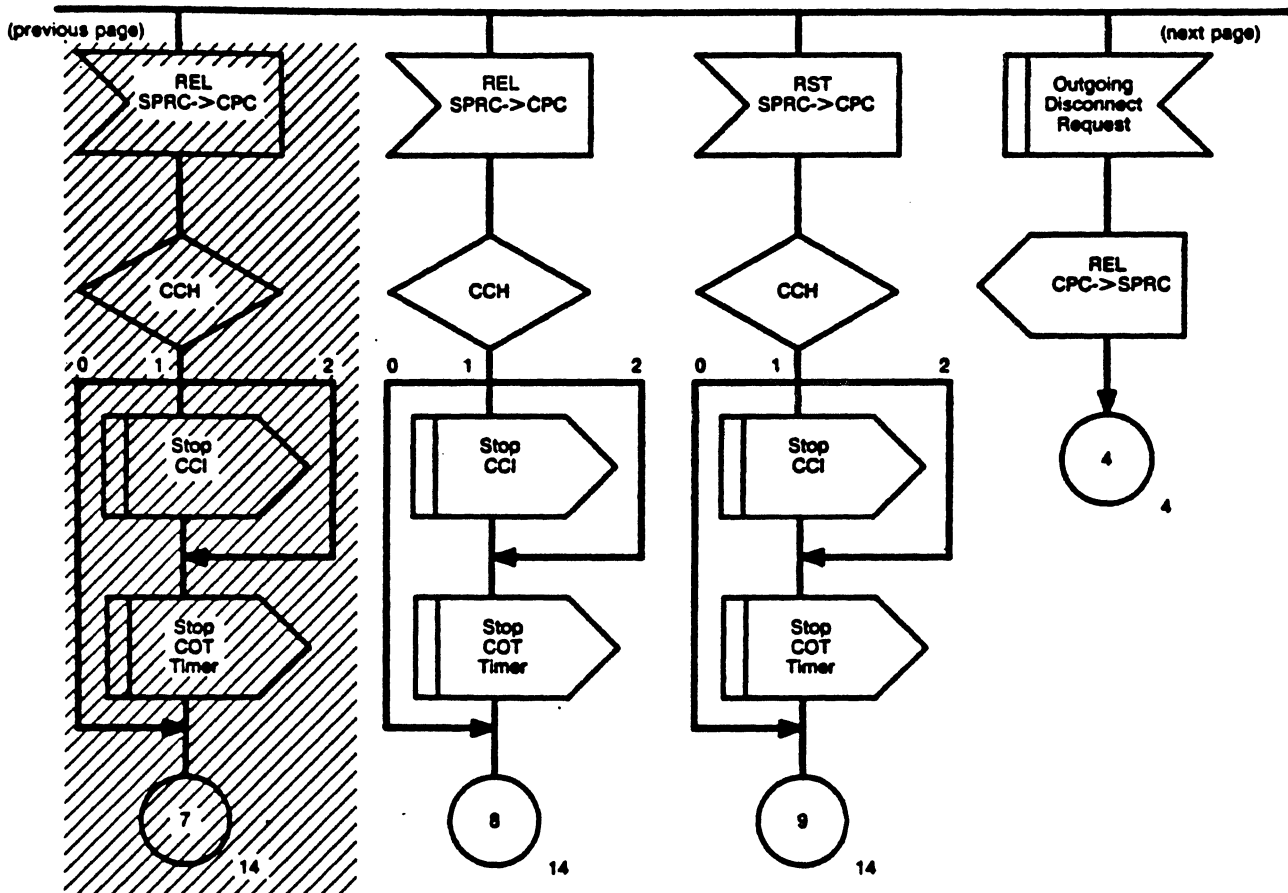 (previous page)
(next page)
REL
SPRC->CPC
CCH
0 1 2
Stop
CCI
Stop
COT
Timer
7
14
REL
SPRC->CPC
CCH
0 1 2
Stop
CCI
Stop
COT
Timer
8
14
RST
SPRC->CPC
CCH
0 1 2
Stop
CCI
Stop
COT
Timer
9
14
Outgoing
Disconnect
Request
REL
CPC->SPRC
4
4